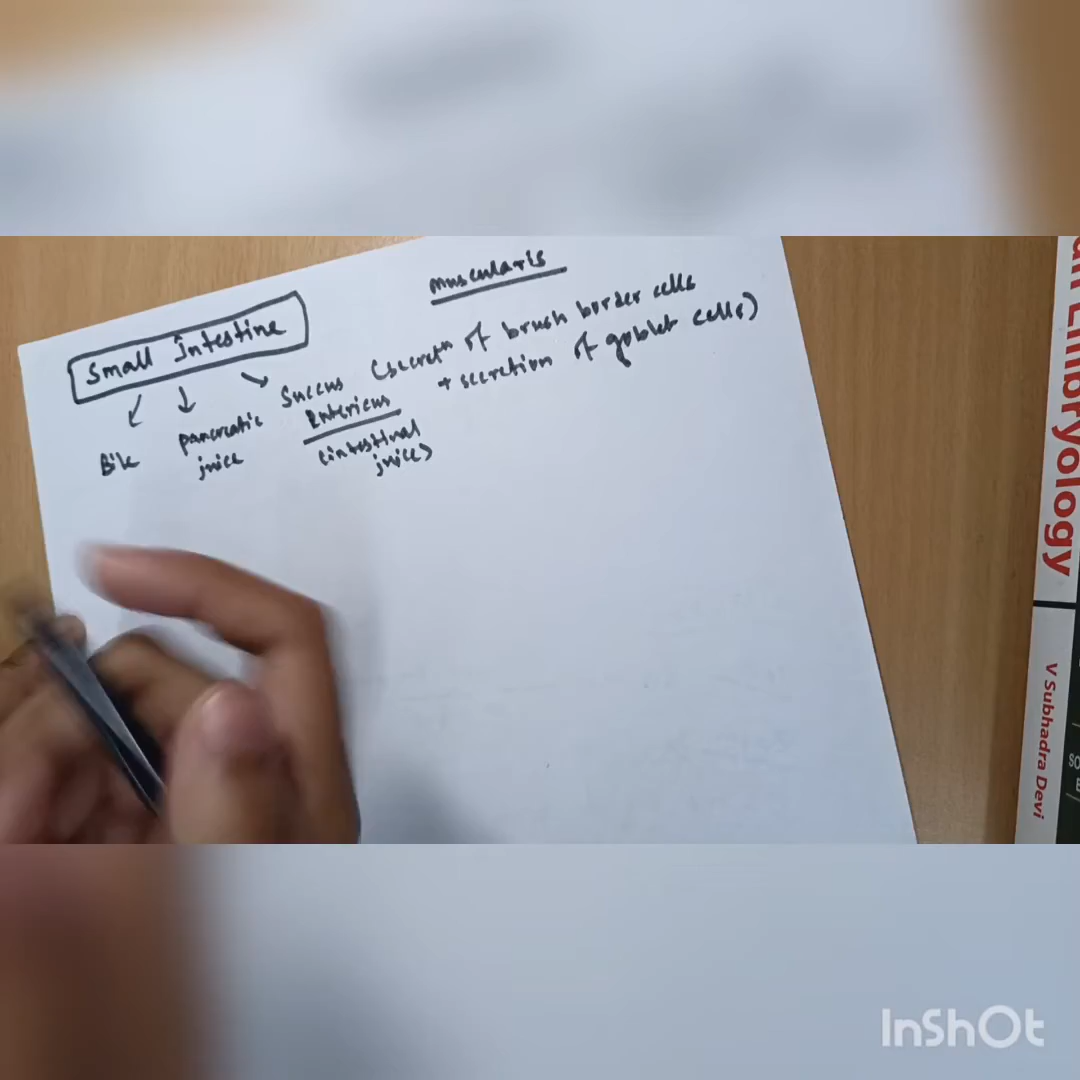 muscularis
Small Intestine
Bile
pancreatic
juice
Succus
Entericus
(intestinal
juice)
(secretn of brush border cells
+ secretion of goblet cells)
Embryology
V Subhadra Devi
InShOt